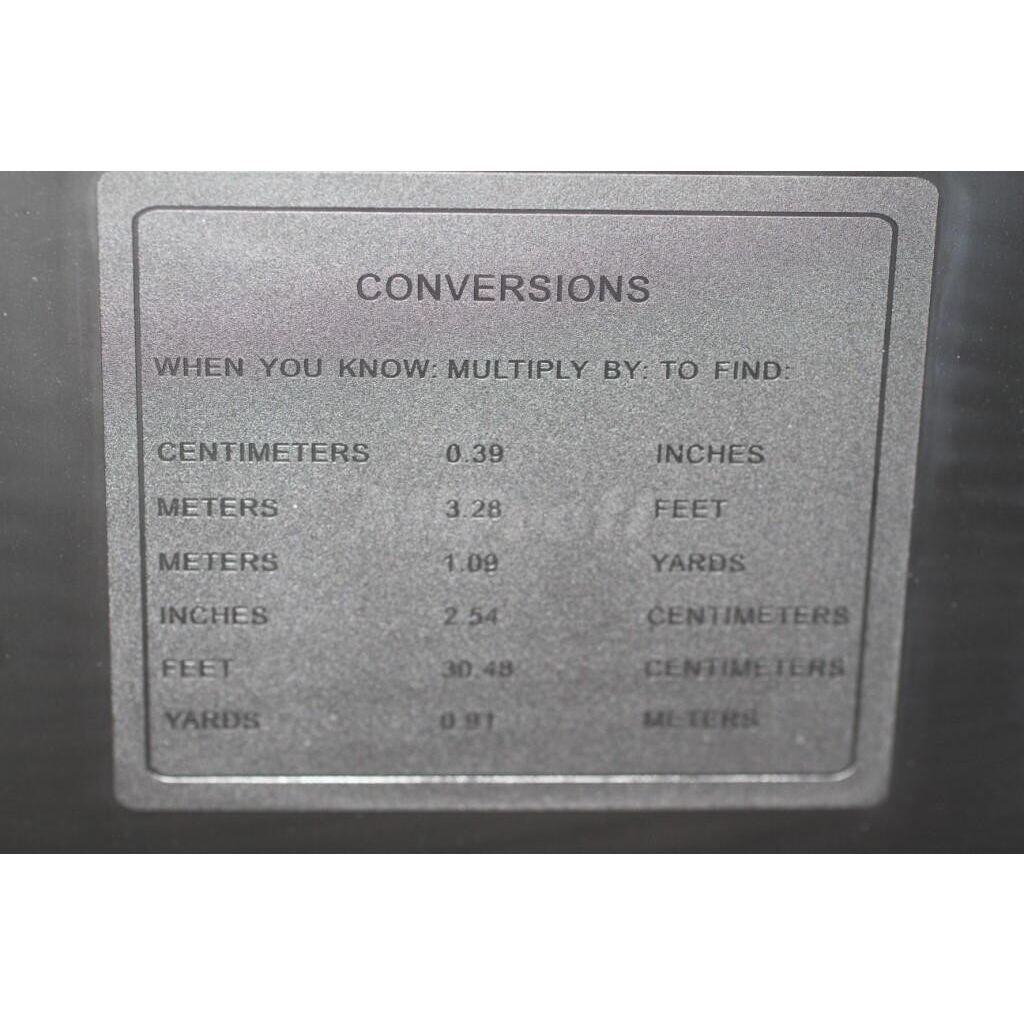 CONVERSIONS
WHEN YOU KNOW: MULTIPLY BY: TO FIND:
CENTIMETERS 0.39 INCHES
METERS 3.28 FEET
METERS 1.09 YARDS
INCHES 2.54 CENTIMETERS
FEET 30.48 CENTIMETERS
YARDS 0.91 METERS